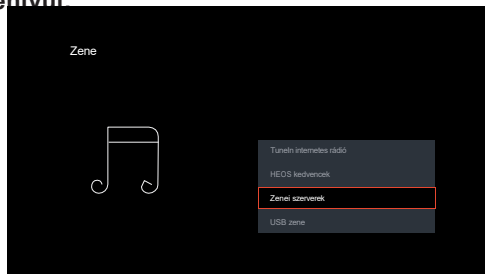 Zene
TuneIn internetes rádió
HEOS kedvencek
Zenei szerverek
USB zene